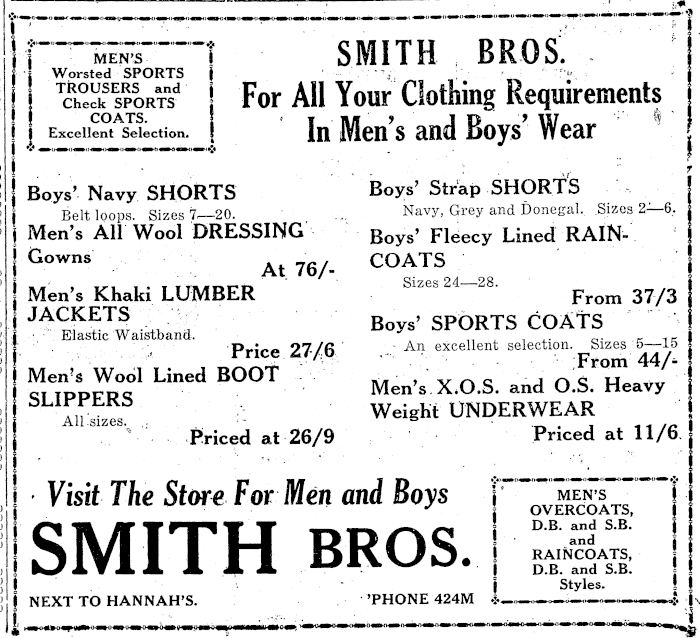 MEN'S
Worsted SPORTS
TROUSERS and
Check SPORTS
COATS.
Excellent Selection.
SMITH BROS.
For All Your Clothing Requirements
In Men's and Boys' Wear
Boys' Navy SHORTS
Belt loops. Sizes 7—20.
Men's All Wool DRESSING
Gowns
At 76/-
Men's Khaki LUMBER
JACKETS
Elastic Waistband.
Price 27/6
Men's Wool Lined BOOT
SLIPPERS
All sizes.
Priced at 26/9
Boys' Strap SHORTS
Navy, Grey and Donegal. Sizes 2—6.
Boys' Fleecy Lined RAIN-
COATS
Sizes 24—28.
From 37/3
Boys' SPORTS COATS
An excellent selection. Sizes 5—15
From 44/-
Men's X.O.S. and O.S. Heavy
Weight UNDERWEAR
Priced at 11/6
Visit The Store For Men and Boys
SMITH BROS.
NEXT TO HANNAH'S.
'PHONE 424M
MEN'S
OVERCOATS,
D.B. and S.B.
and
RAINCOATS,
D.B. and S.B.
Styles.